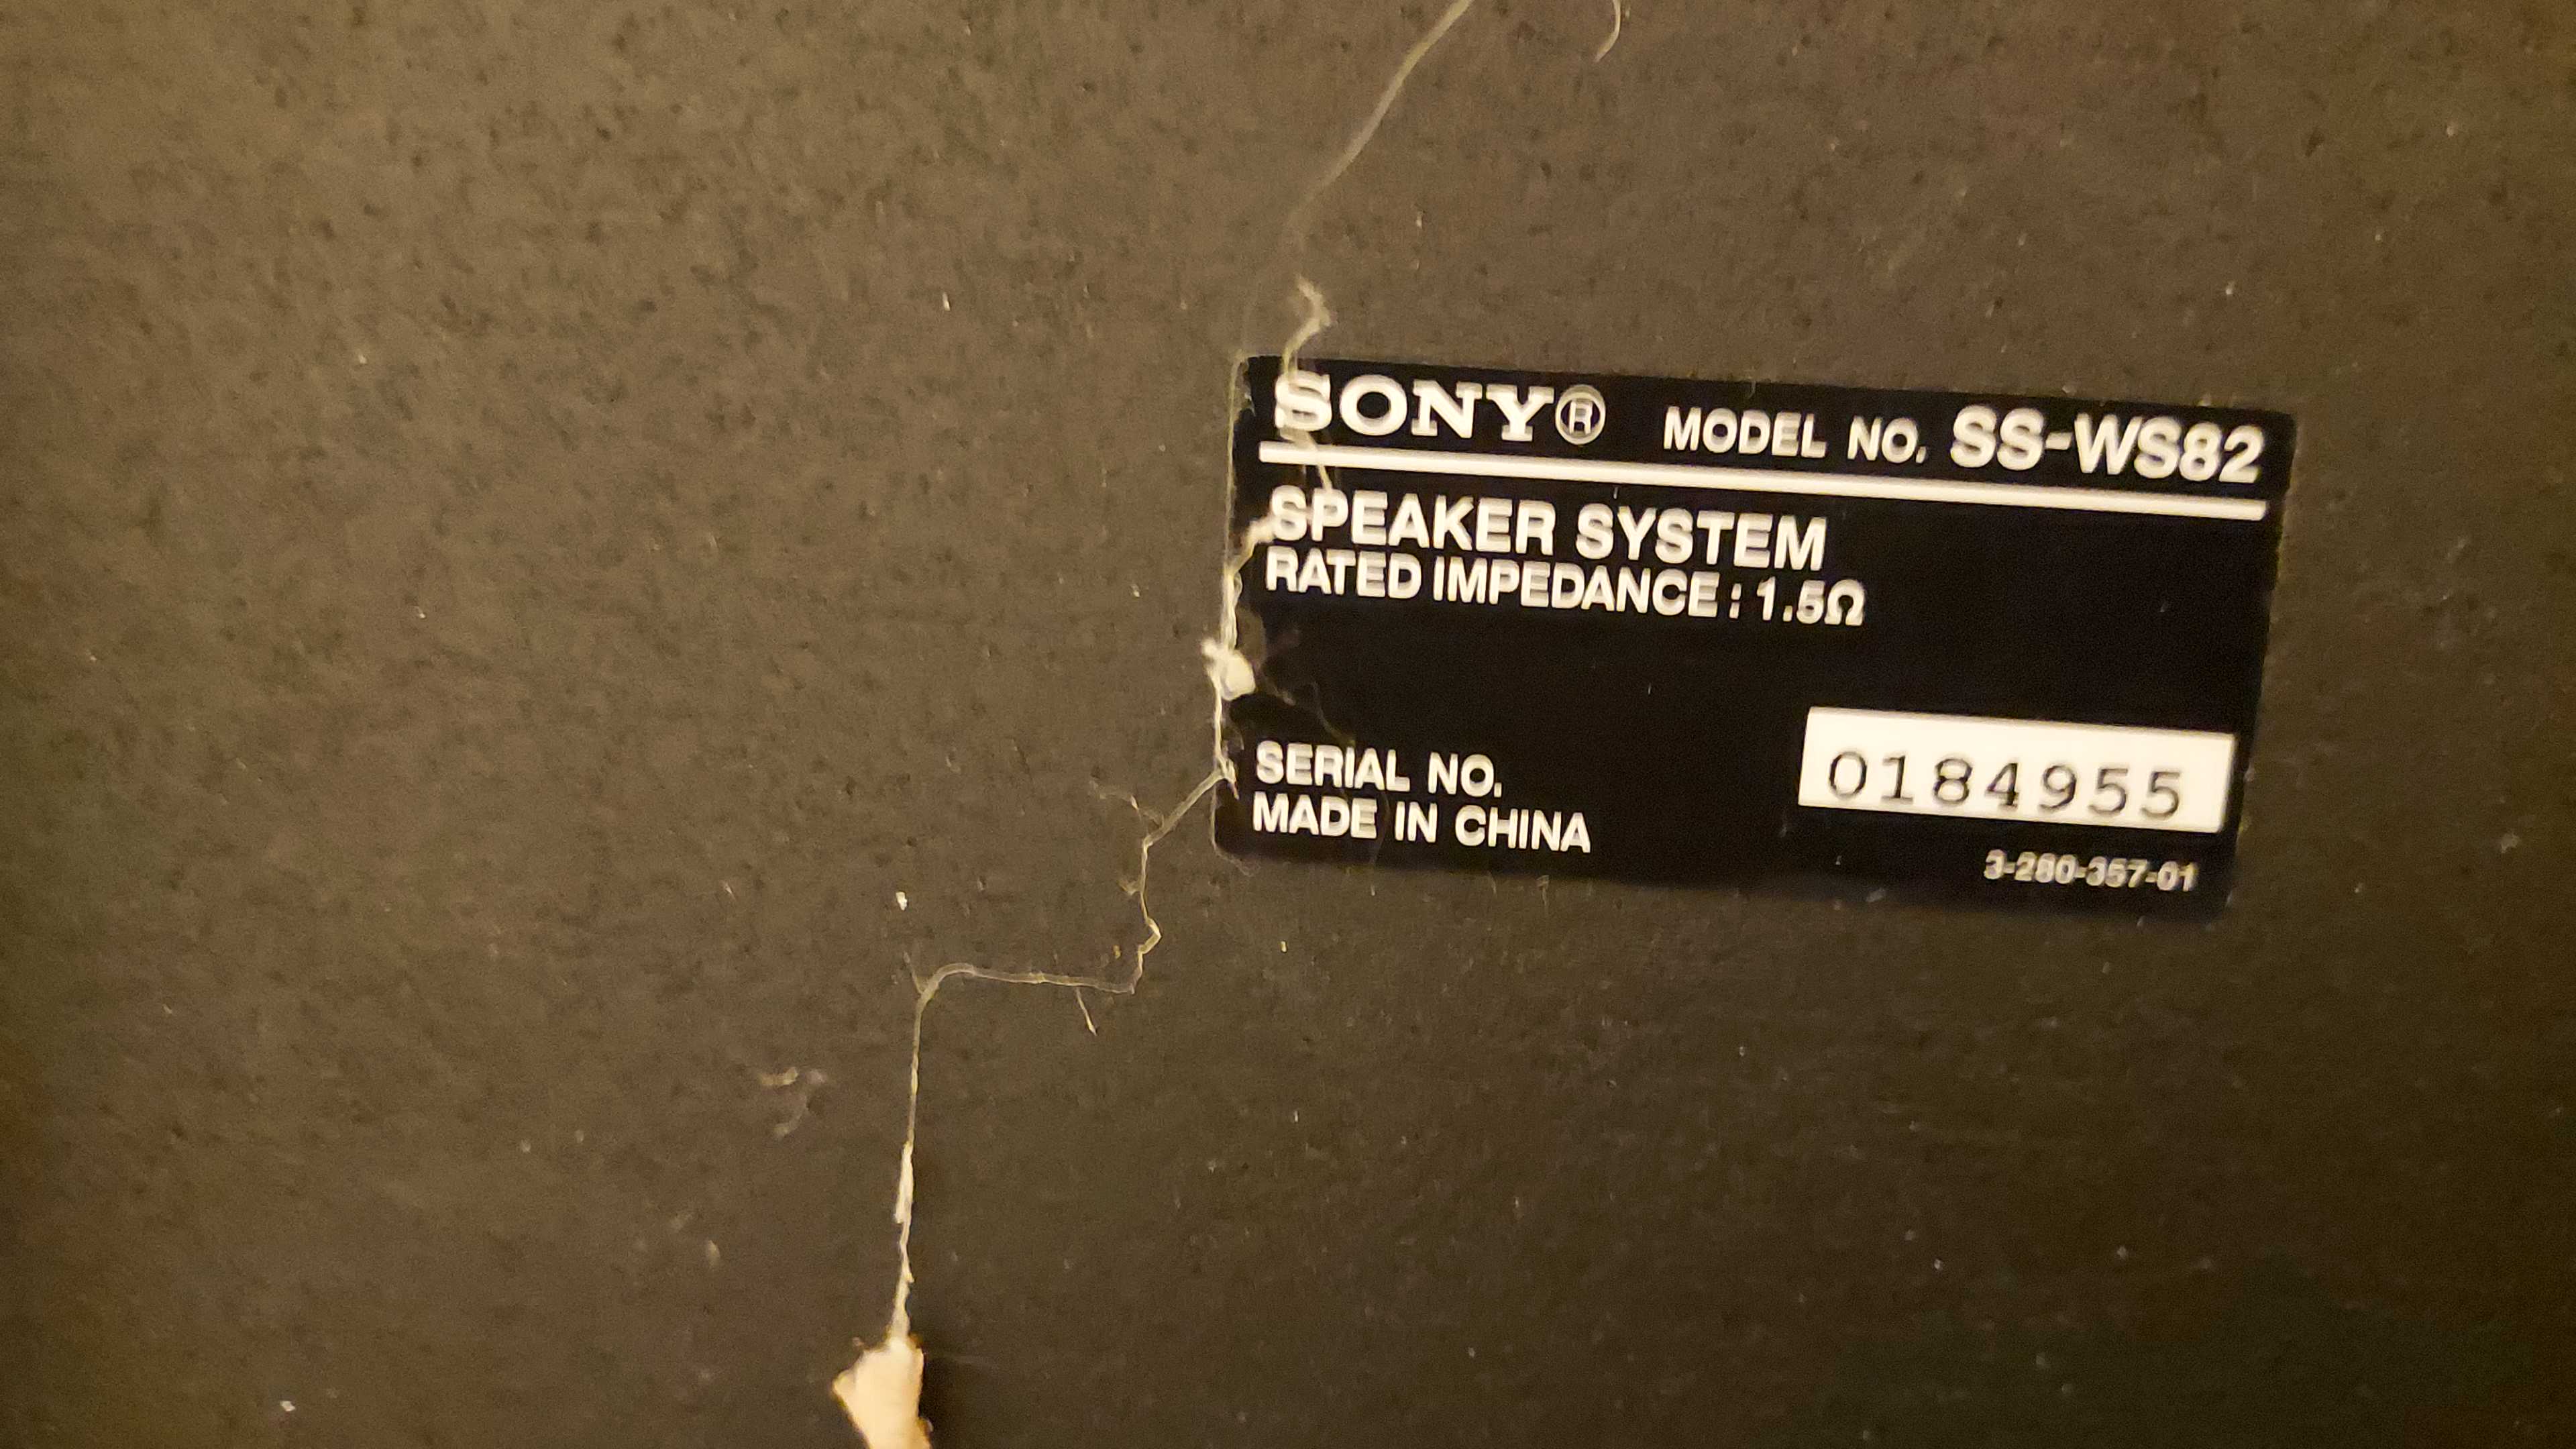 SONY® MODEL NO. SS-WS82
SPEAKER SYSTEM
RATED IMPEDANCE : 1.5Ω
SERIAL NO. 0184955
MADE IN CHINA
3-280-357-01